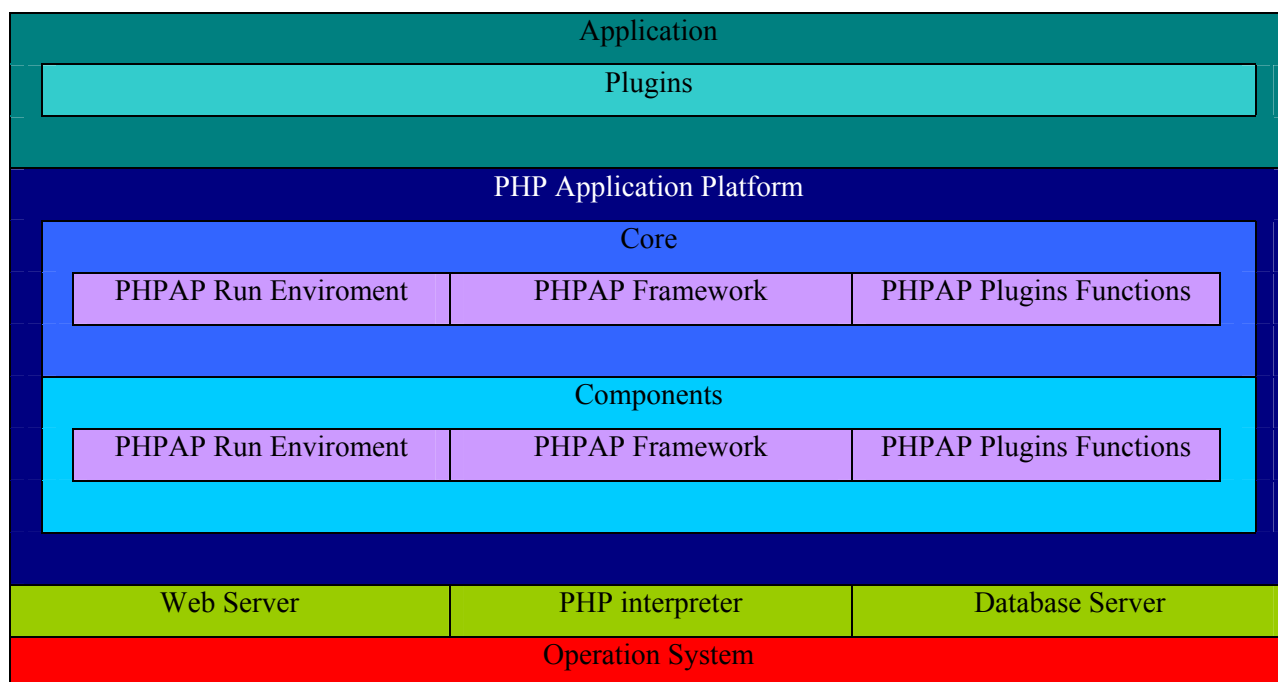 Application
Plugins
PHP Application Platform
Core
PHPAP Run Enviroment PHPAP Framework PHPAP Plugins Functions
Components
PHPAP Run Enviroment PHPAP Framework PHPAP Plugins Functions
Web Server PHP interpreter Database Server
Operation System